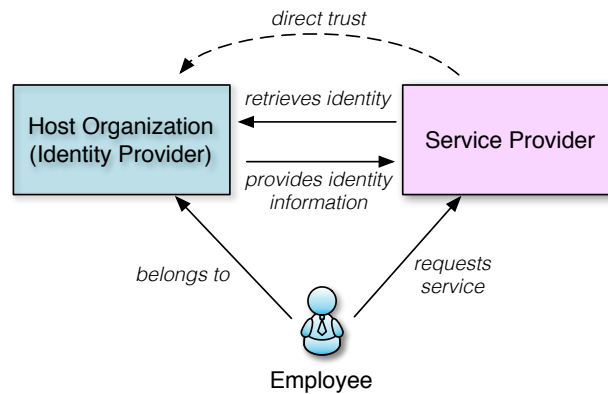 direct trust
Host Organization
(Identity Provider)
retrieves identity
Service Provider
provides identity
information
belongs to
requests
service
Employee